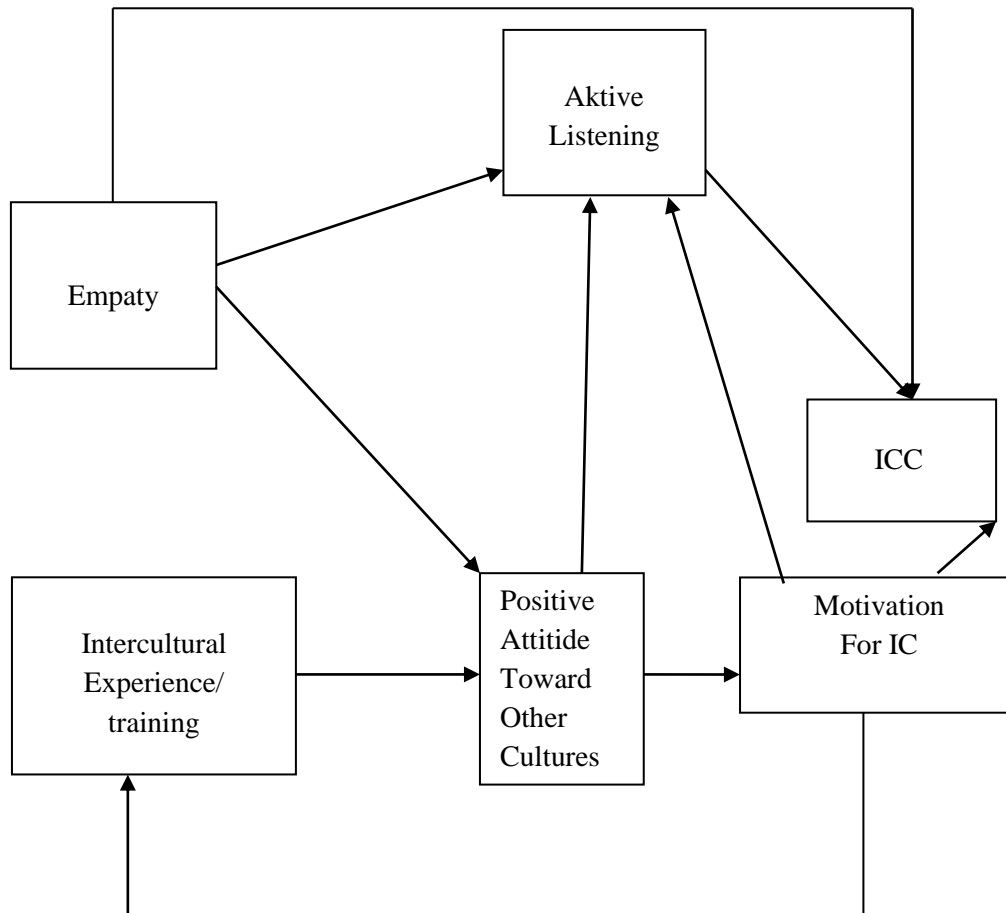 Aktive
Listening
Empaty
ICC
Intercultural
Experience/
training
Positive
Attitide
Toward
Other
Cultures
Motivation
For IC